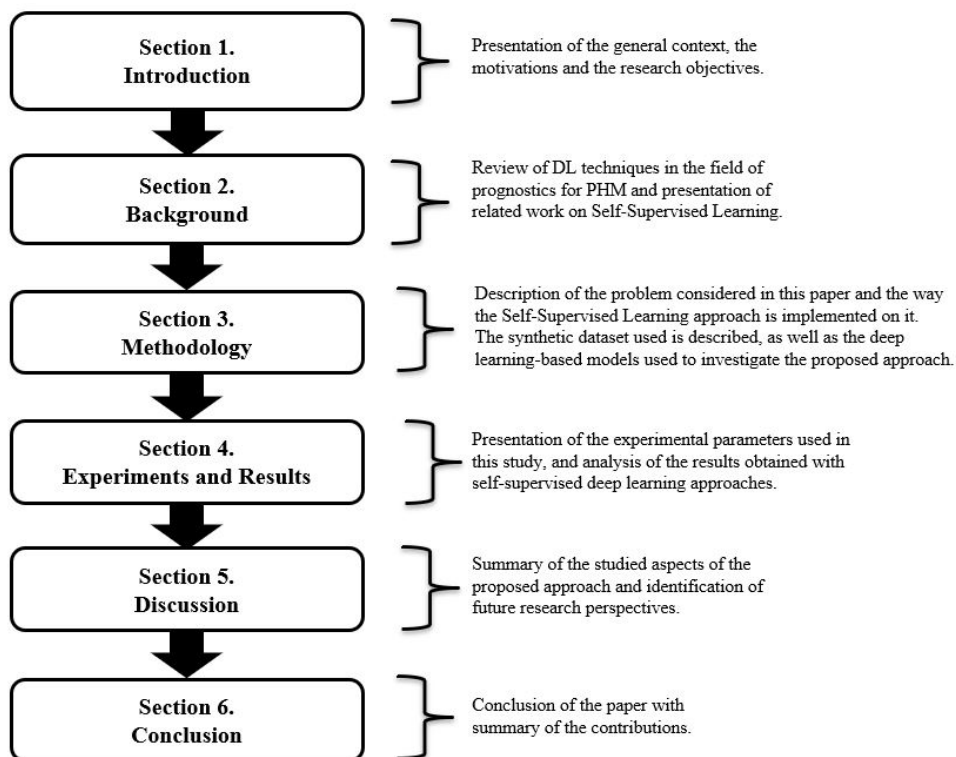 Section 1.
Introduction
Presentation of the general context, the
motivations and the research objectives.
Section 2.
Background
Review of DL techniques in the field of
prognostics for PHM and presentation of
related work on Self-Supervised Learning.
Section 3.
Methodology
Description of the problem considered in this paper and the way
the Self-Supervised Learning approach is implemented on it.
The synthetic dataset used is described, as well as the deep
learning-based models used to investigate the proposed approach.
Section 4.
Experiments and Results
Presentation of the experimental parameters used in
this study, and analysis of the results obtained with
self-supervised deep learning approaches.
Section 5.
Discussion
Summary of the studied aspects of the
proposed approach and identification of
future research perspectives.
Section 6.
Conclusion
Conclusion of the paper with
summary of the contributions.